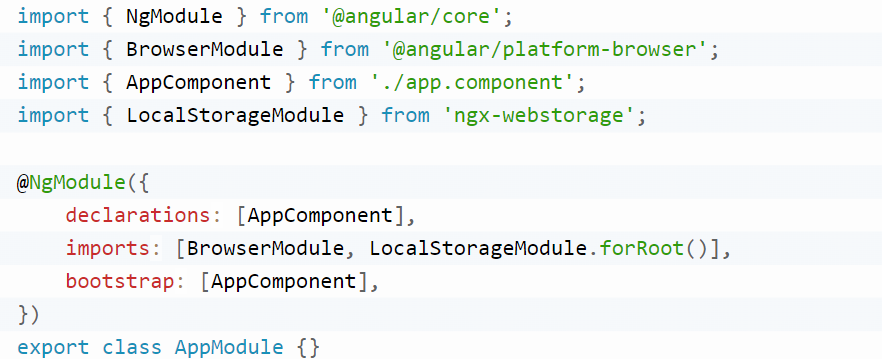 import { NgModule } from '@angular/core';
import { BrowserModule } from '@angular/platform-browser';
import { AppComponent } from './app.component';
import { LocalStorageModule } from 'ngx-webstorage';
@NgModule({
    declarations: [AppComponent],
    imports: [BrowserModule, LocalStorageModule.forRoot()],
    bootstrap: [AppComponent],
})
export class AppModule {}